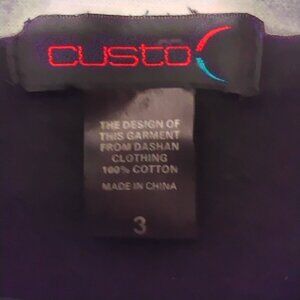 custo
THE DESIGN OF
THIS GARMENT
FROM DASHAN
CLOTHING
100% COTTON
MADE IN CHINA
3